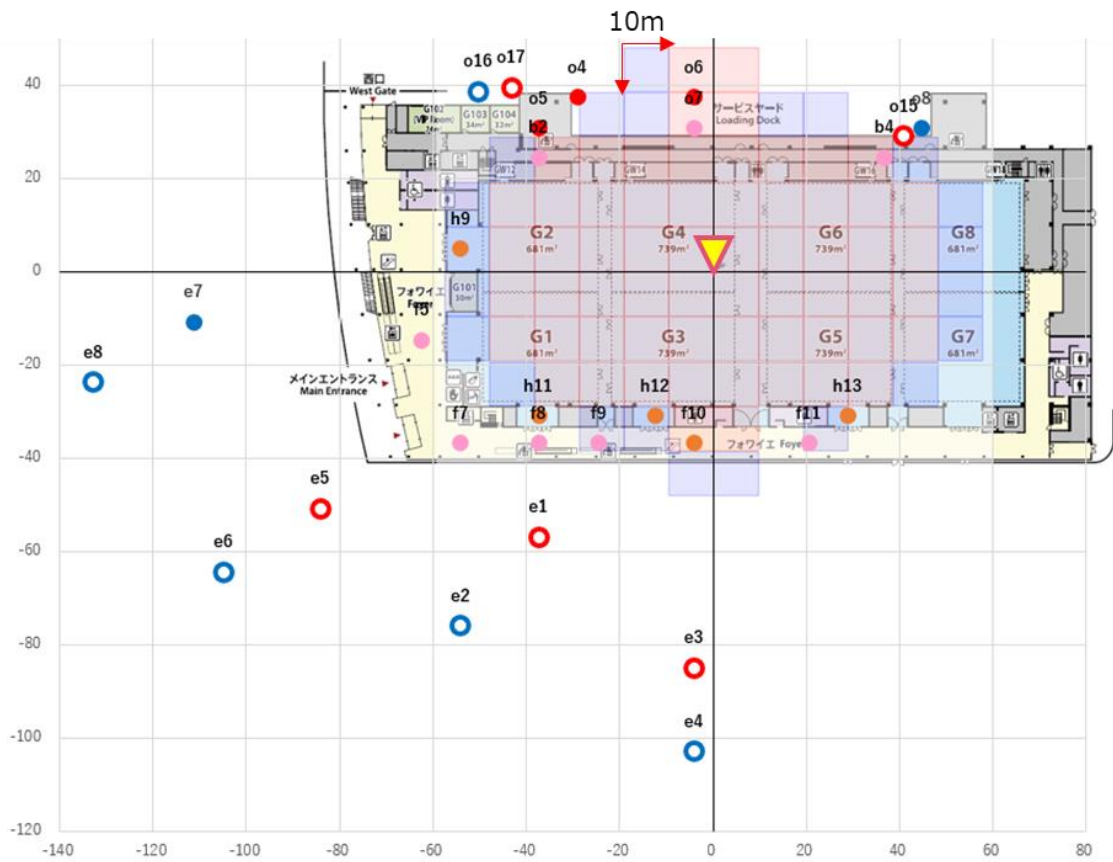 10m
o16 o17 o4 o6
40
西口
West Gate
o5 o7 o15 o8
サービスヤード
Loading Dock
G102
(VIP Room)
G103
34m²
G104
32m²
b2 b4
20
GW12 GW14 GW16
h9
G2
681m²
G4
739m²
G6
739m²
G8
681m²
0
e7
G101
30m²
フォワイエ
Foyer
f5
G1
681m²
G3
739m²
G5
739m²
G7
681m²
-20
e8
メインエントランス
Main Entrance
h11 h12 h13
f7 f8 f9 f10 f11
フォワイエ Foyer
-40
e5
e1
-60
e6
e2
-80
e3
-100
e4
-120
-140 -120 -100 -80 -60 -40 -20 0 20 40 60 80